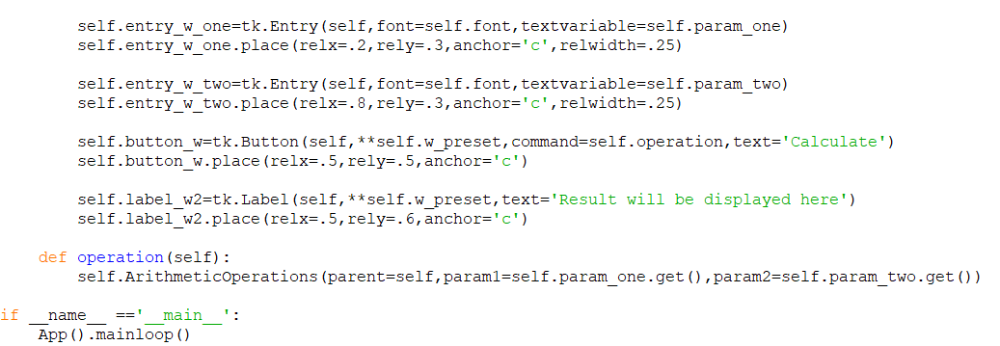 self.entry_w_one=tk.Entry(self,font=self.font,textvariable=self.param_one)
self.entry_w_one.place(relx=.2,rely=.3,anchor='c',relwidth=.25)
self.entry_w_two=tk.Entry(self,font=self.font,textvariable=self.param_two)
self.entry_w_two.place(relx=.8,rely=.3,anchor='c',relwidth=.25)
self.button_w=tk.Button(self,**self.w_preset,command=self.operation,text='Calculate')
self.button_w.place(relx=.5,rely=.5,anchor='c')
self.label_w2=tk.Label(self,**self.w_preset,text='Result will be displayed here')
self.label_w2.place(relx=.5,rely=.6,anchor='c')
def operation(self):
self.ArithmeticOperations(parent=self,param1=self.param_one.get(),param2=self.param_two.get())
if __name__ =='__main__':
App().mainloop()